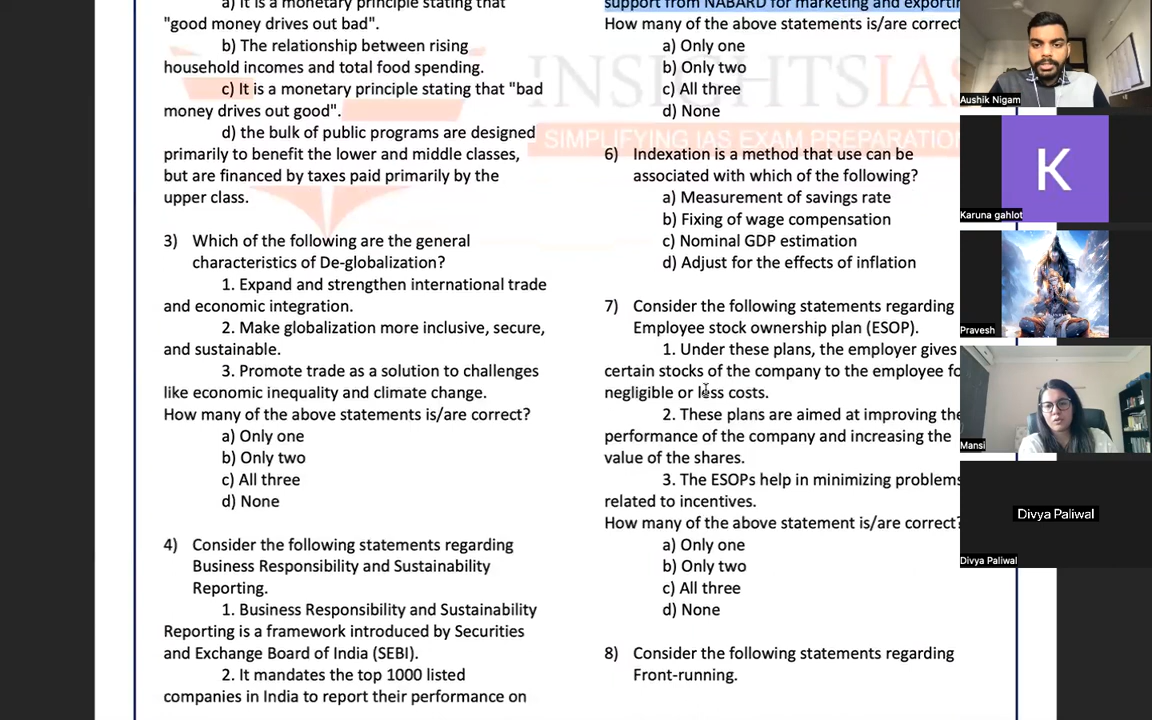 a) It is a monetary principle stating that
"good money drives out bad".
b) The relationship between rising
household incomes and total food spending.
c) It is a monetary principle stating that "bad
money drives out good".
d) the bulk of public programs are designed
primarily to benefit the lower and middle classes,
but are financed by taxes paid primarily by the
upper class.
3) Which of the following are the general
characteristics of De-globalization?
1. Expand and strengthen international trade
and economic integration.
2. Make globalization more inclusive, secure,
and sustainable.
3. Promote trade as a solution to challenges
like economic inequality and climate change.
How many of the above statements is/are correct?
a) Only one
b) Only two
c) All three
d) None
4) Consider the following statements regarding
Business Responsibility and Sustainability
Reporting.
1. Business Responsibility and Sustainability
Reporting is a framework introduced by Securities
and Exchange Board of India (SEBI).
2. It mandates the top 1000 listed
companies in India to report their performance on
support from NABARD for marketing and
How many of the above statements is/are correct
a) Only one
b) Only two
c) All three
d) None
6) Indexation is a method that use can be
associated with which of the following?
a) Measurement of savings rate
b) Fixing of wage compensation
c) Nominal GDP estimation
d) Adjust for the effects of inflation
7) Consider the following statements regarding
Employee stock ownership plan (ESOP).
1. Under these plans, the employer gives
certain stocks of the company to the employee
negligible or less costs.
2. These plans are aimed at improving the
performance of the company and increasing the
value of the shares.
3. The ESOPs help in minimizing problems
related to incentives.
How many of the above statement is/are correct?
a) Only one
b) Only two
c) All three
d) None
8) Consider the following statements regarding
Front-running.
INSIGHTSIAS
SIMPLIFYING IAS EXAM PREPARATION
Aushik Nigam
K
Karuna gahlot
Pravesh
Mansi
Divya Paliwal
Divya Paliwal